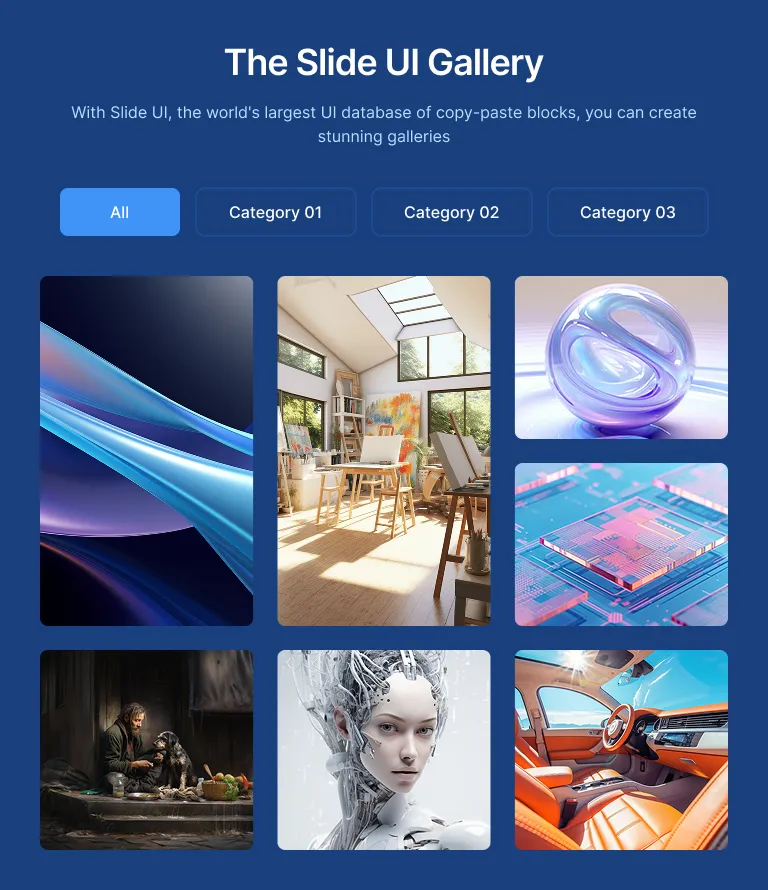 The Slide UI Gallery
With Slide UI, the world's largest UI database of copy-paste blocks, you can create
stunning galleries
All
Category 01
Category 02
Category 03